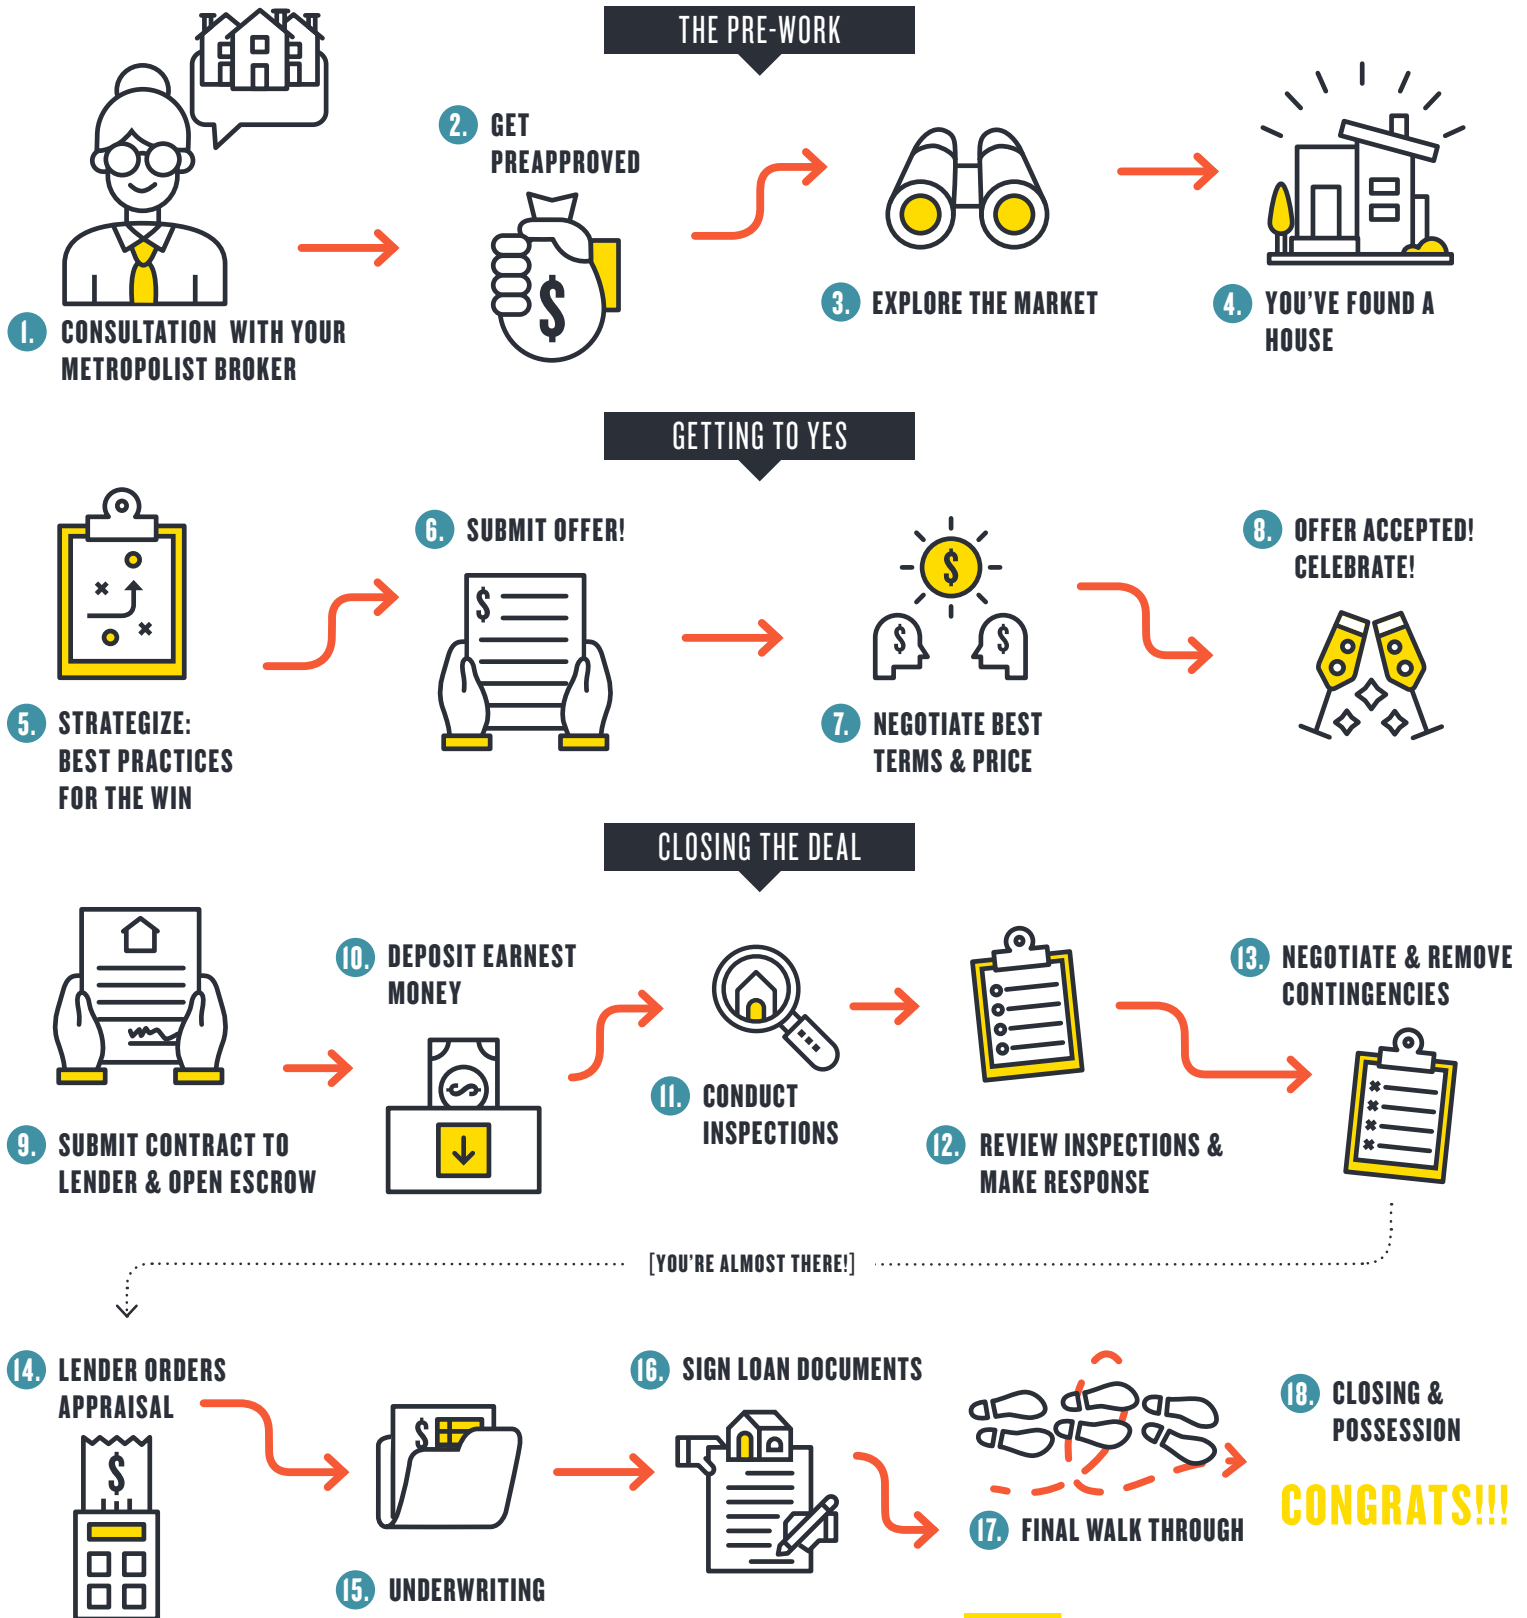 THE PRE-WORK
1. CONSULTATION WITH YOUR
METROPOLIST BROKER
2. GET
PREAPPROVED
$
3. EXPLORE THE MARKET
4. YOU'VE FOUND A
HOUSE
GETTING TO YES
5. STRATEGIZE:
BEST PRACTICES
FOR THE WIN
6. SUBMIT OFFER!
$
$
$ $
7. NEGOTIATE BEST
TERMS & PRICE
8. OFFER ACCEPTED!
CELEBRATE!
CLOSING THE DEAL
9. SUBMIT CONTRACT TO
LENDER & OPEN ESCROW
10. DEPOSIT EARNEST
MONEY
$
11. CONDUCT
INSPECTIONS
12. REVIEW INSPECTIONS &
MAKE RESPONSE
13. NEGOTIATE & REMOVE
CONTINGENCIES
[YOU'RE ALMOST THERE!]
14. LENDER ORDERS
APPRAISAL
$
$
15. UNDERWRITING
16. SIGN LOAN DOCUMENTS
17. FINAL WALK THROUGH
18. CLOSING &
POSSESSION
CONGRATS!!!